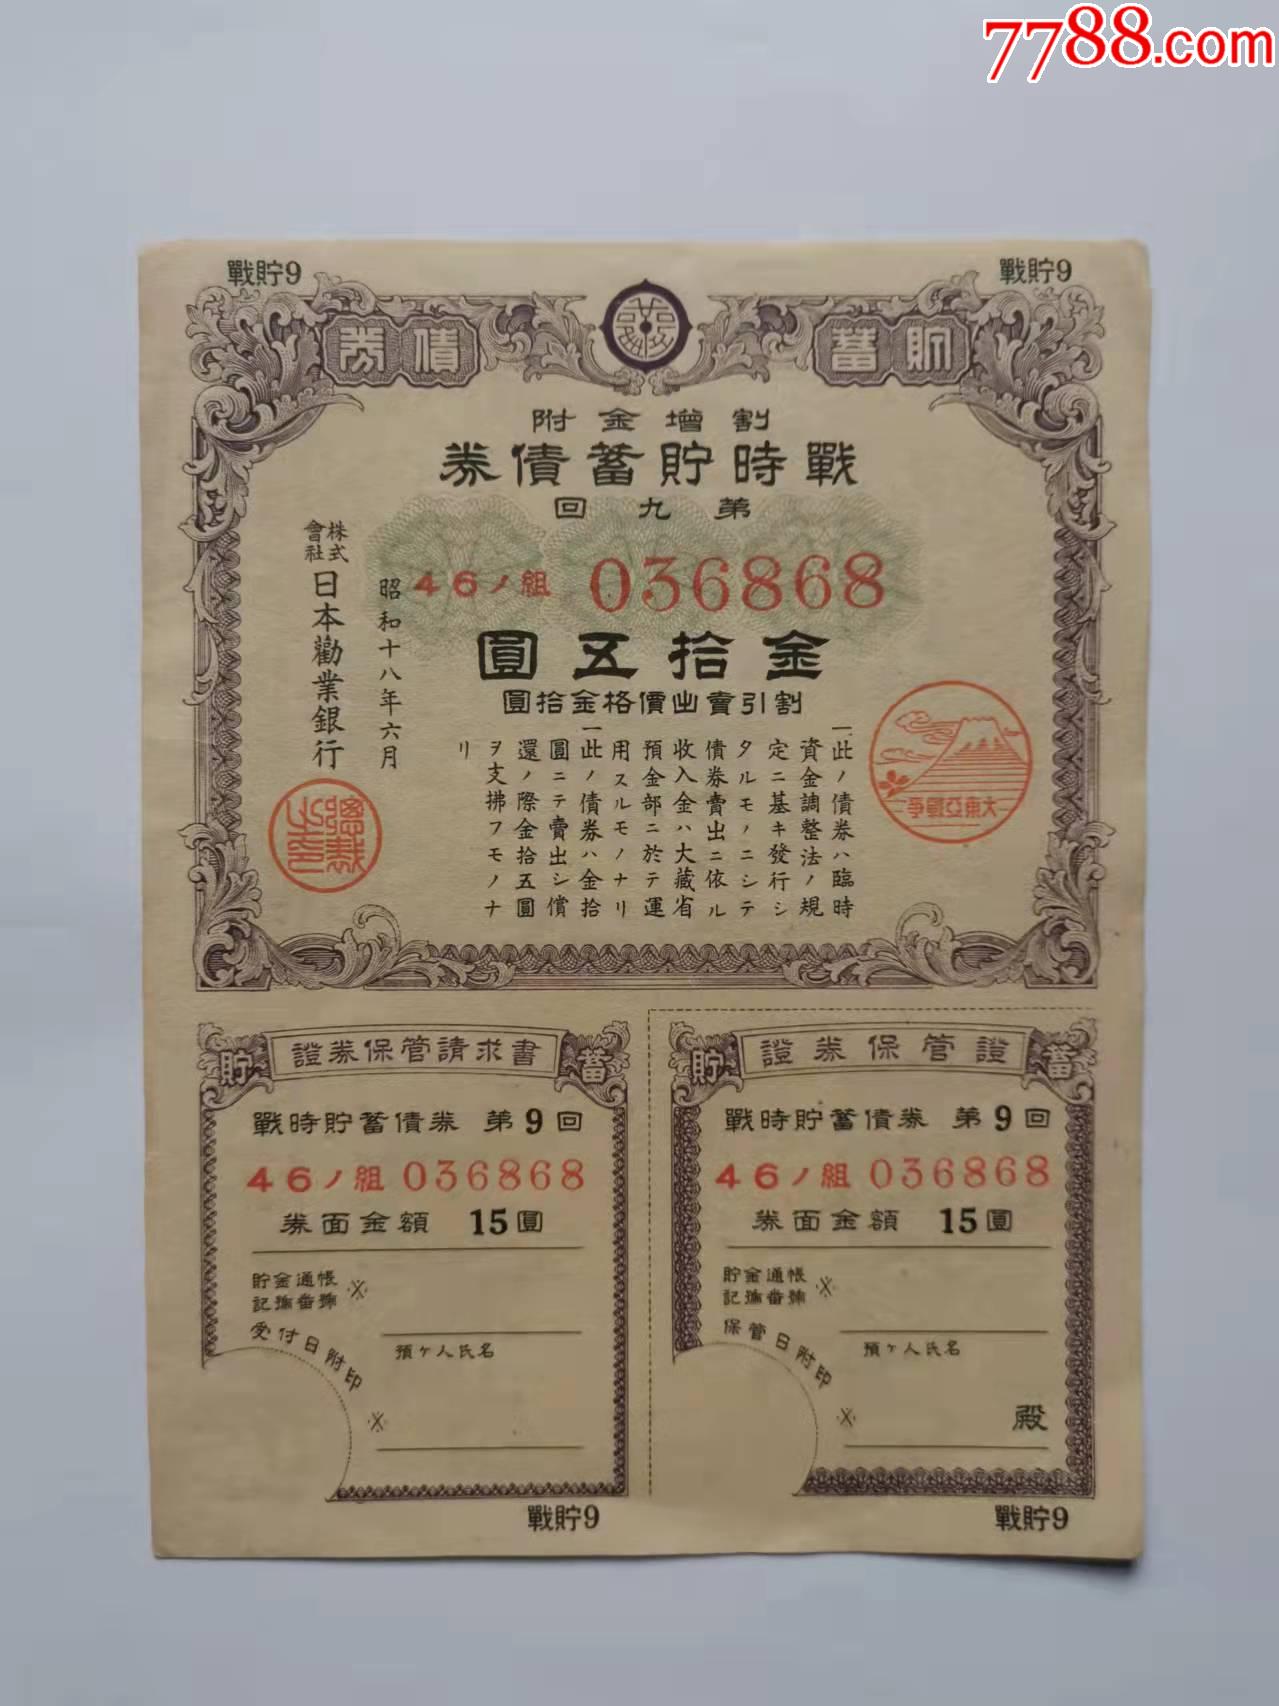 7788.com
戰貯9
戰貯9
貯蓄
債券
割增金附
戰時貯蓄債券
第九回
46ノ組 036868
金拾五圓
割引賣出價格金拾圓
一、此ノ債券ハ臨時
資金調整法ノ規
定ニ基キ發行シ
タルモノニシテ
債券賣出ニ依ル
收入金ハ大藏省
預金部ニ於テ運
用スルモノナリ
一、此ノ債券ハ金拾
圓ニテ賣出シ償
還ノ際金拾五圓
ヲ支拂フモノナ
リ
昭和十八年六月
株式會社日本勸業銀行
大東亞戰爭
貯 證券保管請求書 蓄
戰時貯蓄債券 第9回
46ノ組 036868
券面金額 15圓
貯金通帳
記號番號 ※
受付日附印
預ケ人氏名
※
戰貯9
貯 證券保管證 蓄
戰時貯蓄債券 第9回
46ノ組 036868
券面金額 15圓
貯金通帳
記號番號 ※
保管日附印
預ケ人氏名
※
殿
戰貯9